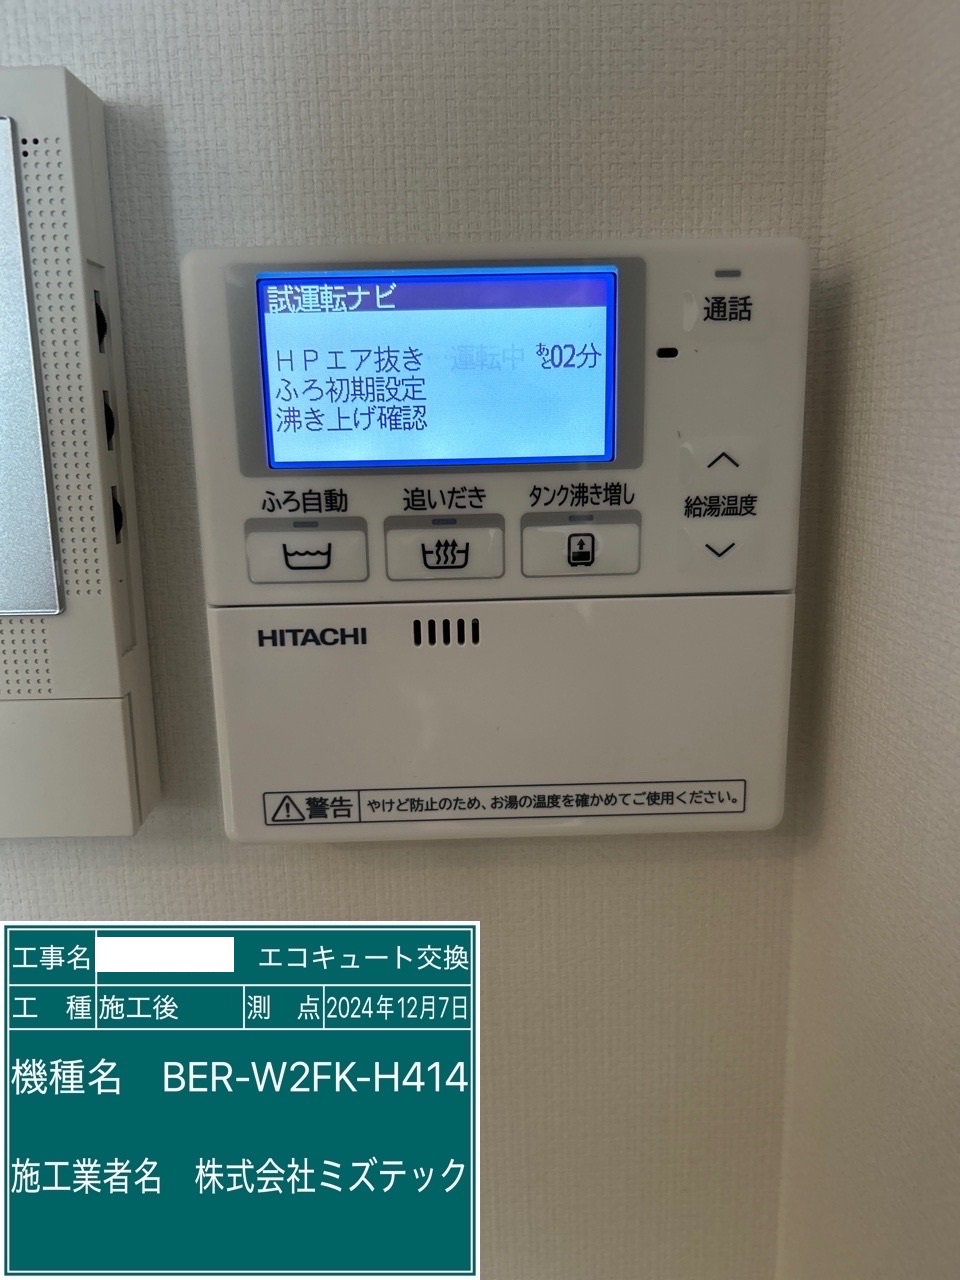 試運転ナビ
HPエア抜き 運転中 あと02分
ふろ初期設定
沸き上げ確認
通話
ふろ自動 追いだき タンク沸き増し
給湯温度
HITACHI
警告 やけど防止のため、お湯の温度を確かめてご使用ください。
工事名 エコキュート交換
工 種 施工後 測 点 2024年12月7日
機種名 BER-W2FK-H414
施工業者名 株式会社ミズテック